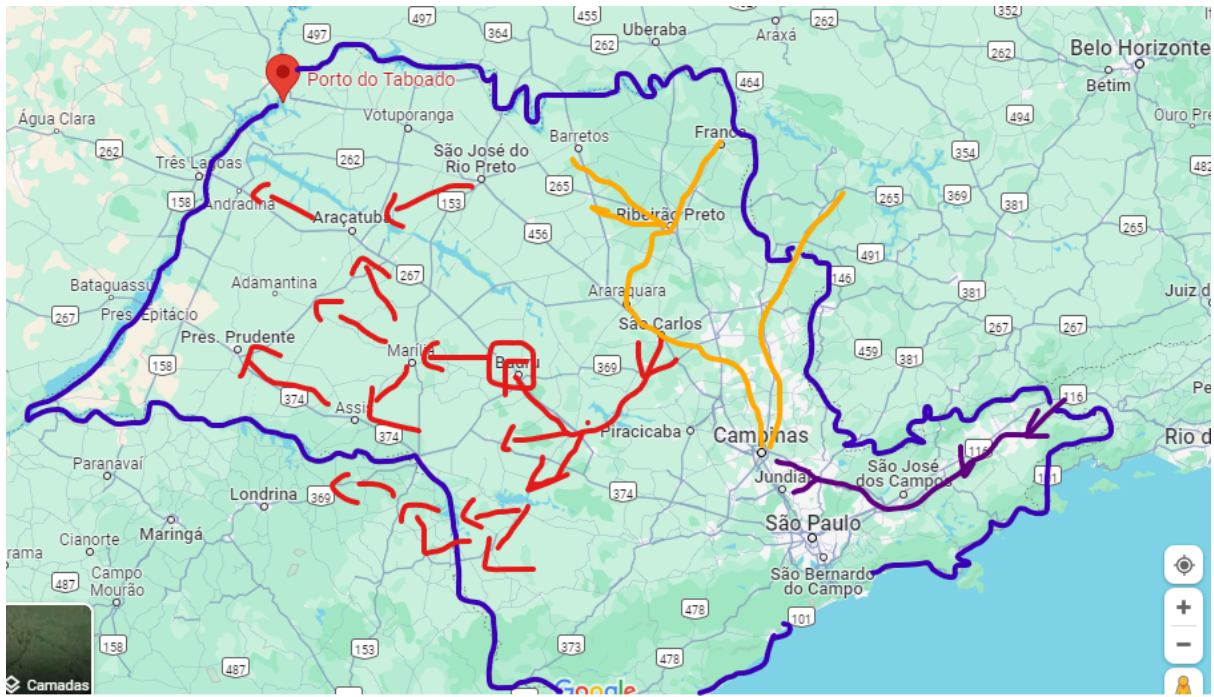 497
455
262
352
497
364
Uberaba
262
Araxá
262
Belo Horizonte
Betim
Porto do Taboado
464
494
Água Clara
Votuporanga
Barretos
Franca
Ouro Pre
262
Três Lagoas
262
São José do
Rio Preto
354
482
158
Andradina
153
265
265
369
381
Araçatuba
Ribeirão Preto
456
265
491
Bataguassu
Adamantina
267
Araraquara
146
381
Juiz d
267
Pres. Epitácio
Pres. Prudente
São Carlos
267
267
158
Marília
Bauru
369
459
381
374
Assis
116
374
Piracicaba
Campinas
116
Paranavaí
São José
dos Campos
101
Rio d
Londrina
369
374
Jundiaí
Maringá
São Paulo
rama
Cianorte
São Bernardo
do Campo
487
Campo
Mourão
478
101
158
153
373
478
487
Camadas
Google